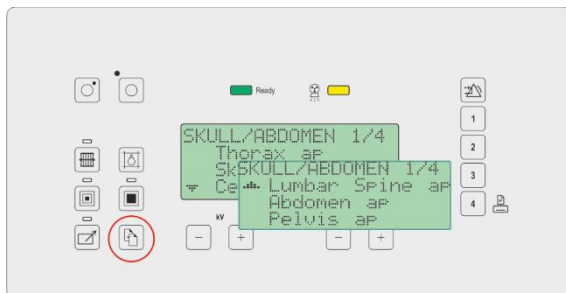 Ready
1
2
3
4
SKULL/ABDOMEN 1/4
Thorax ap
Sk
Ce
SKULL/ABDOMEN 1/4
Lumbar Spine ap
Abdomen ap
Pelvis ap
kV
- +
- +